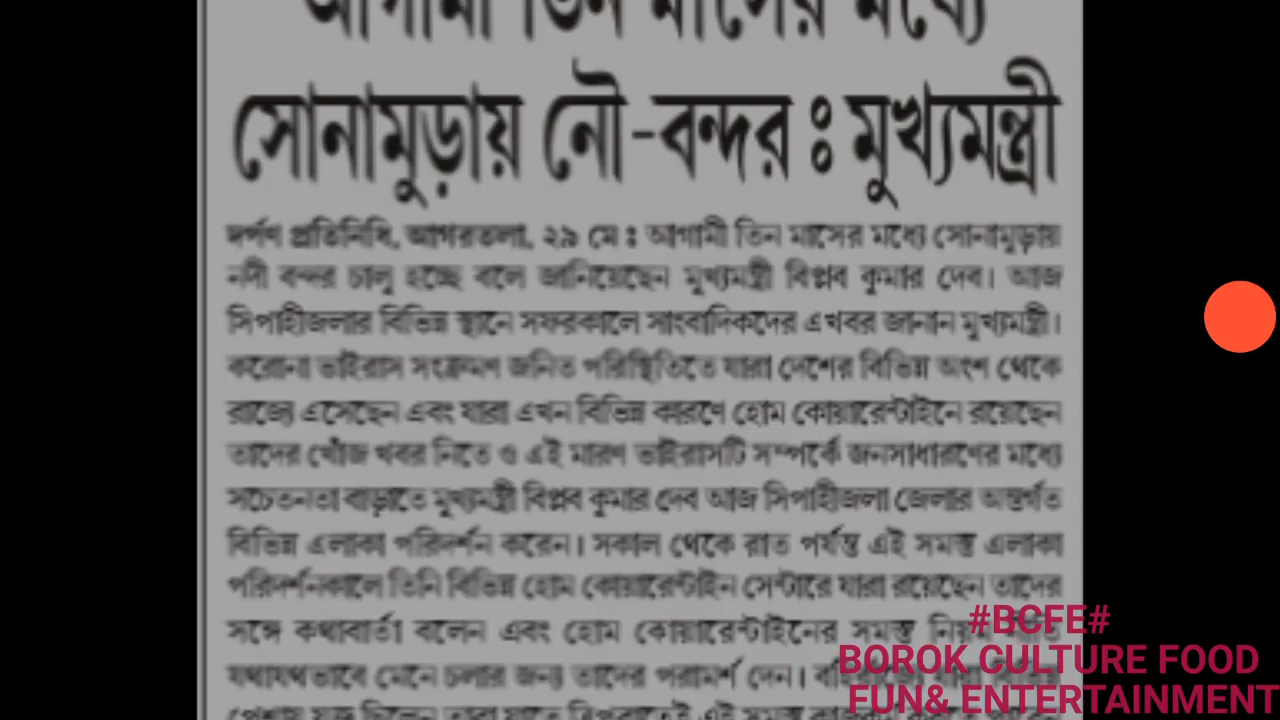 আগামী তিন মাসের মধ্যে
সোনামুড়ায় নৌ-বন্দর ঃ মুখ্যমন্ত্রী
দর্পণ প্রতিনিধি, আগরতলা, ২৯ মে ঃ আগামী তিন মাসের মধ্যে সোনামুড়ায়
নদী বন্দর চালু হচ্ছে বলে জানিয়েছেন মুখ্যমন্ত্রী বিপ্লব কুমার দেব। আজ
সিপাহীজলার বিভিন্ন স্থানে সফরকালে সাংবাদিকদের এখবর জানান মুখ্যমন্ত্রী।
করোনা ভাইরাস সংক্রমণ জনিত পরিস্থিতিতে যারা দেশের বিভিন্ন অংশ থেকে
রাজ্যে এসেছেন এবং যারা এখন বিভিন্ন কারণে হোম কোয়ারেন্টাইনে রয়েছেন
তাদের খোঁজ খবর নিতে ও এই মারণ ভাইরাসটি সম্পর্কে জনসাধারণের মধ্যে
সচেতনতা বাড়াতে মুখ্যমন্ত্রী বিপ্লব কুমার দেব আজ সিপাহীজলা জেলার অন্তর্গত
বিভিন্ন এলাকা পরিদর্শন করেন। সকাল থেকে রাত পর্যন্ত এই সমস্ত এলাকা
পরিদর্শনকালে তিনি বিভিন্ন হোম কোয়ারেন্টাইন সেন্টারে যারা রয়েছেন তাদের
সঙ্গে কথাবার্তা বলেন এবং হোম কোয়ারেন্টাইনের সমস্ত
যথাযথভাবে মেনে চলার জন্য তাদের পরামর্শ দেন।
#BCFE#
BOROK CULTURE FOOD
FUN& ENTERTAINMENT